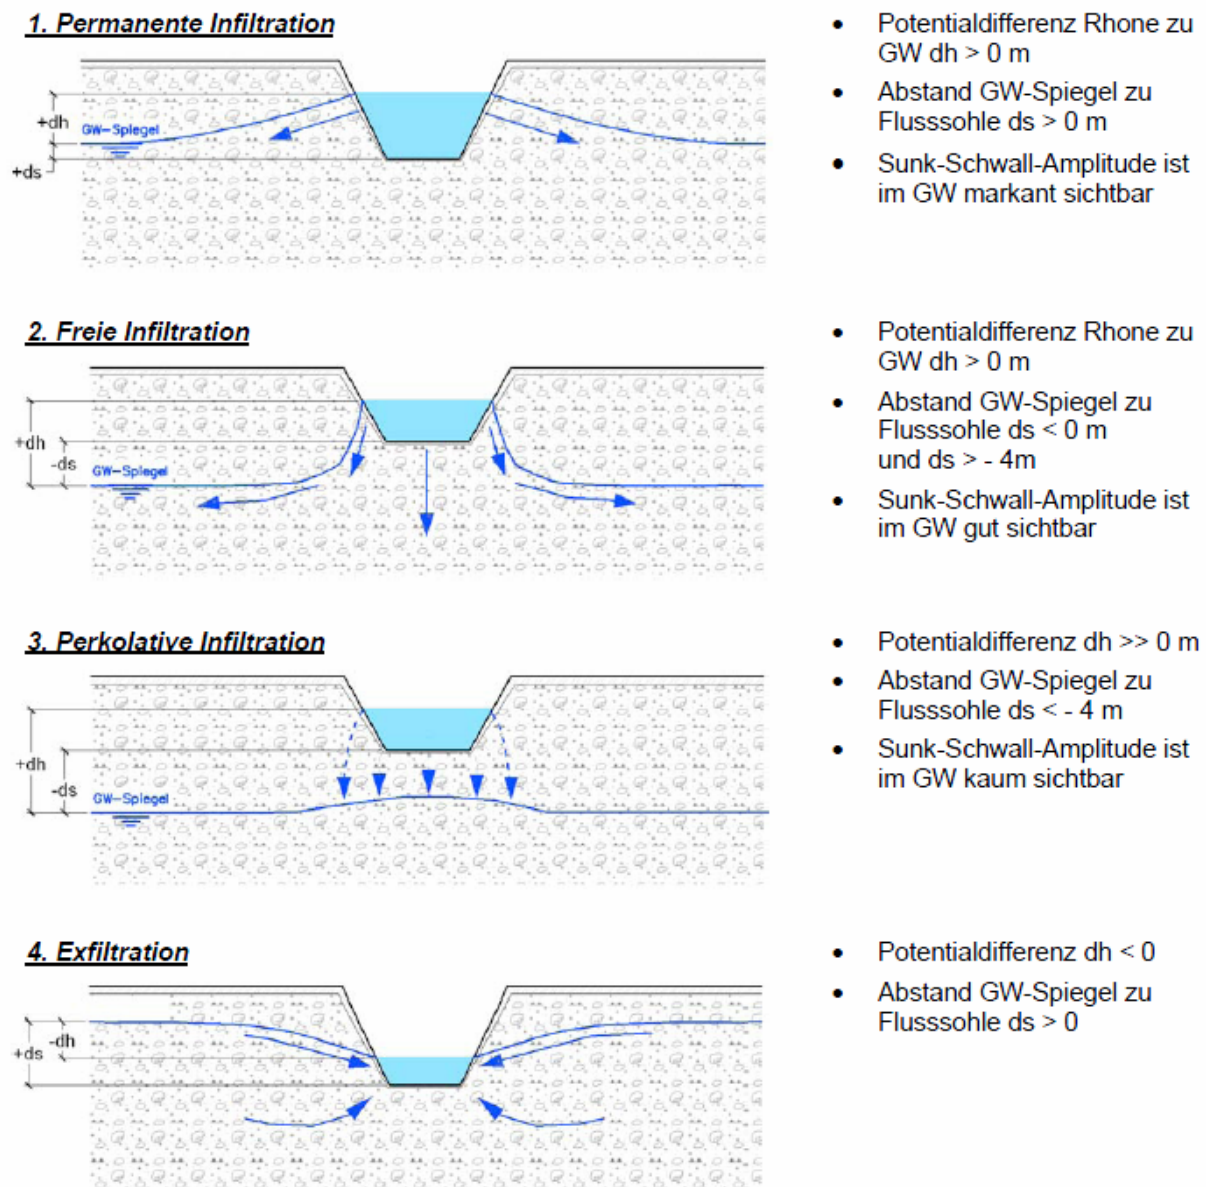 1. Permanente Infiltration
+dh
GW-Spiegel
+ds
• Potentialdifferenz Rhone zu
GW dh > 0 m
• Abstand GW-Spiegel zu
Flusssohle ds > 0 m
• Sunk-Schwall-Amplitude ist
im GW markant sichtbar
2. Freie Infiltration
+dh
-ds
GW-Spiegel
• Potentialdifferenz Rhone zu
GW dh > 0 m
• Abstand GW-Spiegel zu
Flusssohle ds < 0 m
und ds > - 4m
• Sunk-Schwall-Amplitude ist
im GW gut sichtbar
3. Perkolative Infiltration
+dh
-ds
GW-Spiegel
• Potentialdifferenz dh >> 0 m
• Abstand GW-Spiegel zu
Flusssohle ds < - 4 m
• Sunk-Schwall-Amplitude ist
im GW kaum sichtbar
4. Exfiltration
-dh
+ds
• Potentialdifferenz dh < 0
• Abstand GW-Spiegel zu
Flusssohle ds > 0